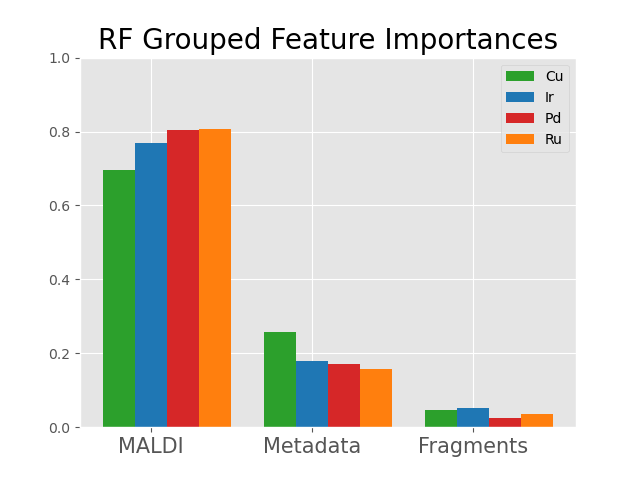 RF Grouped Feature Importances
1.0
0.8
0.6
0.4
0.2
0.0
Cu
Ir
Pd
Ru
MALDI Metadata Fragments